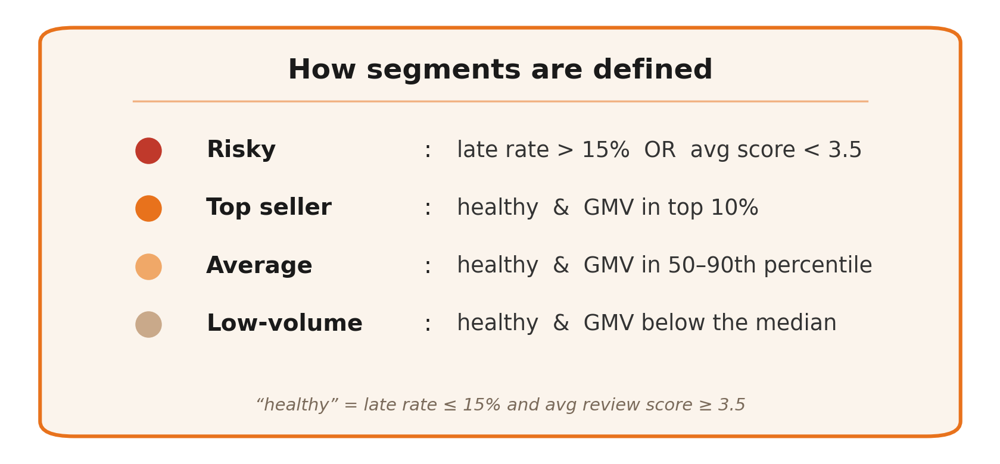 How segments are defined
Risky : late rate > 15% OR avg score < 3.5
Top seller : healthy & GMV in top 10%
Average : healthy & GMV in 50–90th percentile
Low-volume : healthy & GMV below the median
“healthy” = late rate ≤ 15% and avg review score ≥ 3.5